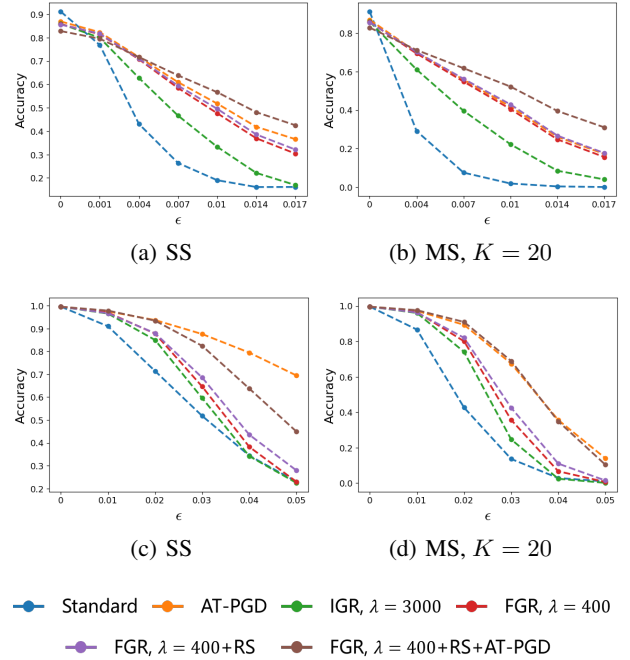 0.9
0.8
0.7
0.6
0.5
0.4
0.3
0.2
Accuracy
0 0.001 0.004 0.007 0.01 0.014 0.017
ϵ
(a) SS
0.8
0.6
0.4
0.2
0.0
Accuracy
0 0.001 0.004 0.007 0.01 0.014 0.017
ϵ
(b) MS, K = 20
1.0
0.9
0.8
0.7
0.6
0.5
0.4
0.3
0.2
Accuracy
0 0.01 0.02 0.03 0.04 0.05
ϵ
(c) SS
1.0
0.8
0.6
0.4
0.2
0.0
Accuracy
0 0.01 0.02 0.03 0.04 0.05
ϵ
(d) MS, K = 20
Standard AT-PGD IGR, λ = 3000 FGR, λ = 400
FGR, λ = 400+RS FGR, λ = 400+RS+AT-PGD